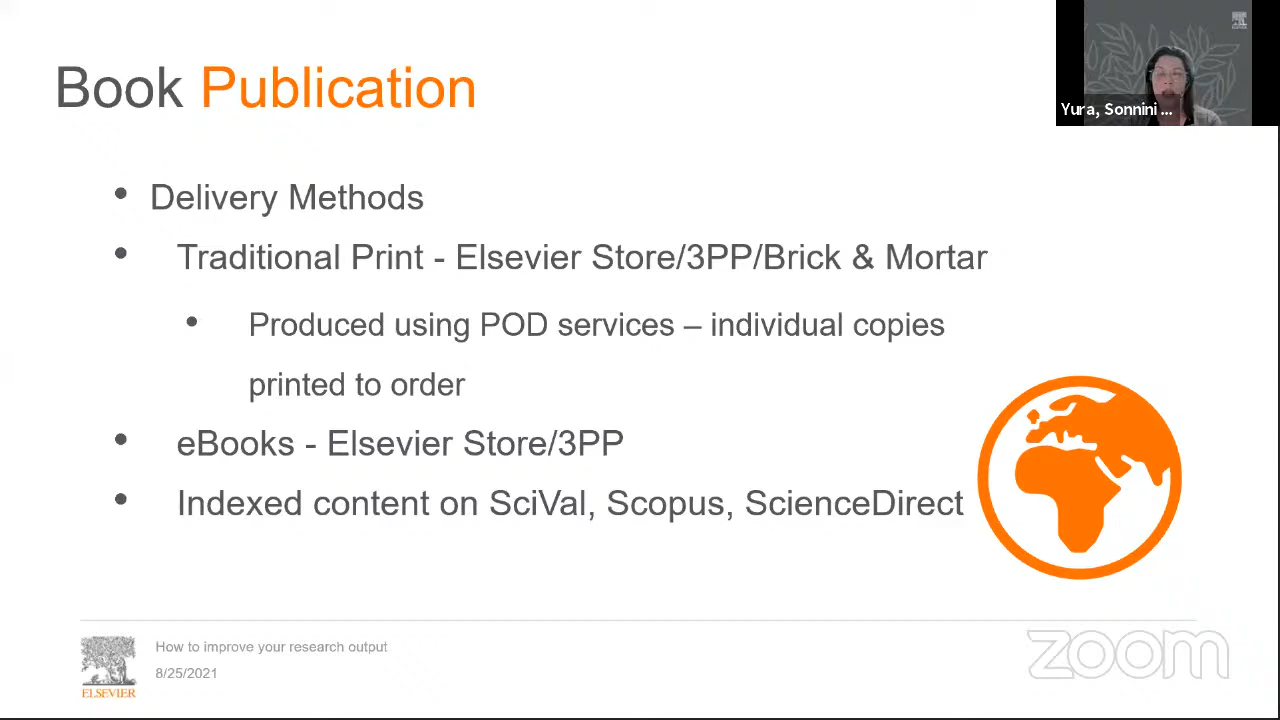 Book Publication
Yura, Sonnini ...
• Delivery Methods
• Traditional Print - Elsevier Store/3PP/Brick & Mortar
• Produced using POD services – individual copies
printed to order
• eBooks - Elsevier Store/3PP
• Indexed content on SciVal, Scopus, ScienceDirect
How to improve your research output
8/25/2021
ELSEVIER
zoom